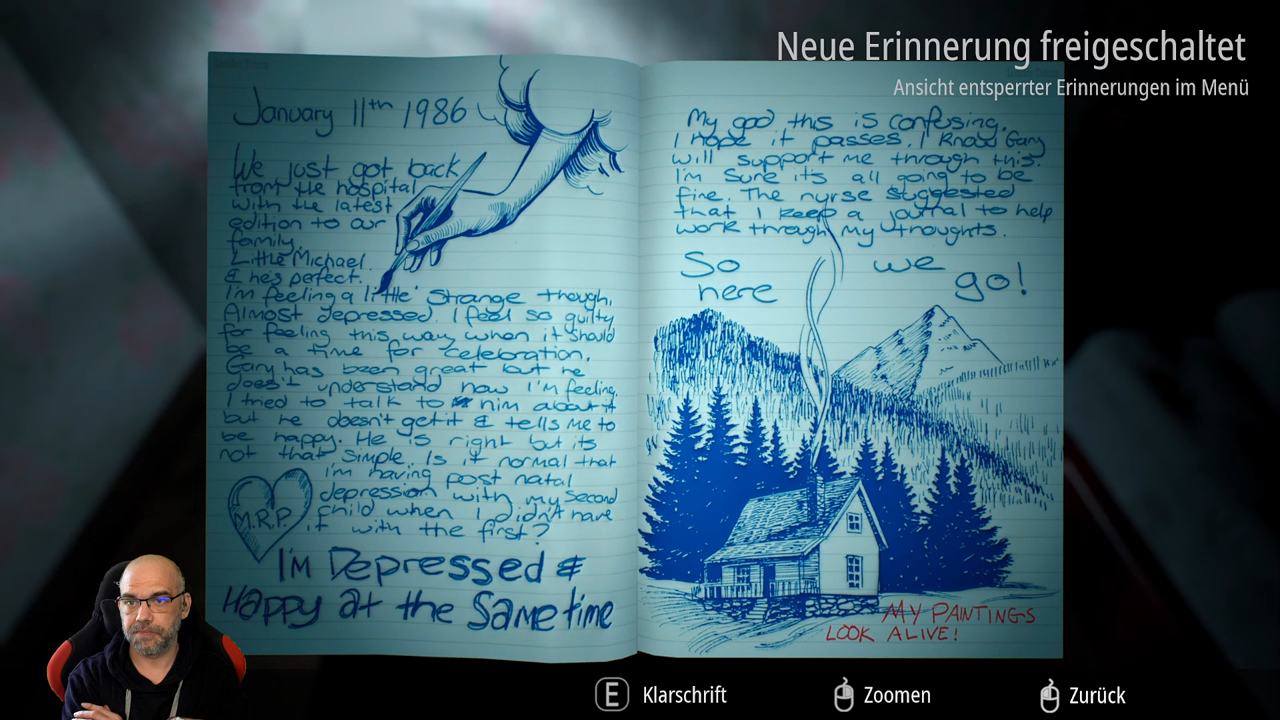 Neue Erinnerung freigeschaltet
Ansicht entsperrter Erinnerungen im Menü
January 11th 1986
We just got back
from the hospital
with the latest
edition to our
family.
Little Michael
& he's perfect.
I'm feeling a little strange though,
Almost depressed. I feel so guilty
for feeling this way when it should
be a time for celebration.
Gary has been great but he
doesn't understand how I'm feeling.
I tried to talk to him about it
but he doesn't get it & tells me to
be happy. He is right but its
not that simple. Is it normal that
i'm having post natal
depression with my second
child when I didn't have
it with the first?
M.R.P.
I'm Depressed &
Happy at the Same time
My god this is confusing.
I hope it passes. I know Gary
will support me through this.
I'm sure its all going to be
fine. The nurse suggested
that I keep a journal to help
work through my thoughts.
So we
here go!
MY PAINTINGS
LOOK ALIVE!
E Klarschrift
Zoomen
Zurück